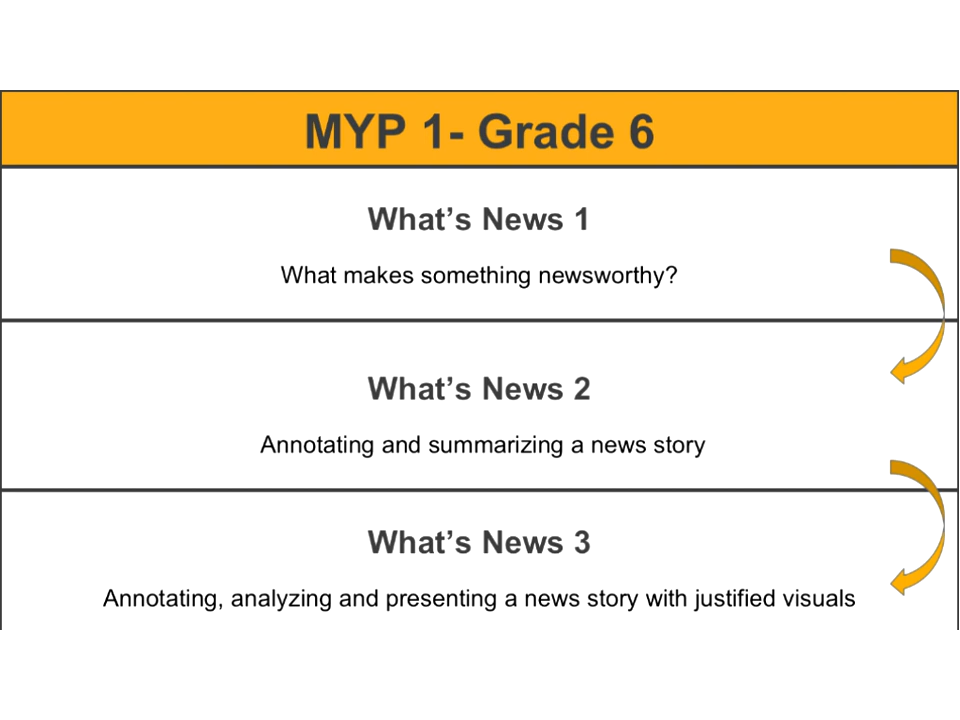 MYP 1- Grade 6
What’s News 1
What makes something newsworthy?
What’s News 2
Annotating and summarizing a news story
What’s News 3
Annotating, analyzing and presenting a news story with justified visuals